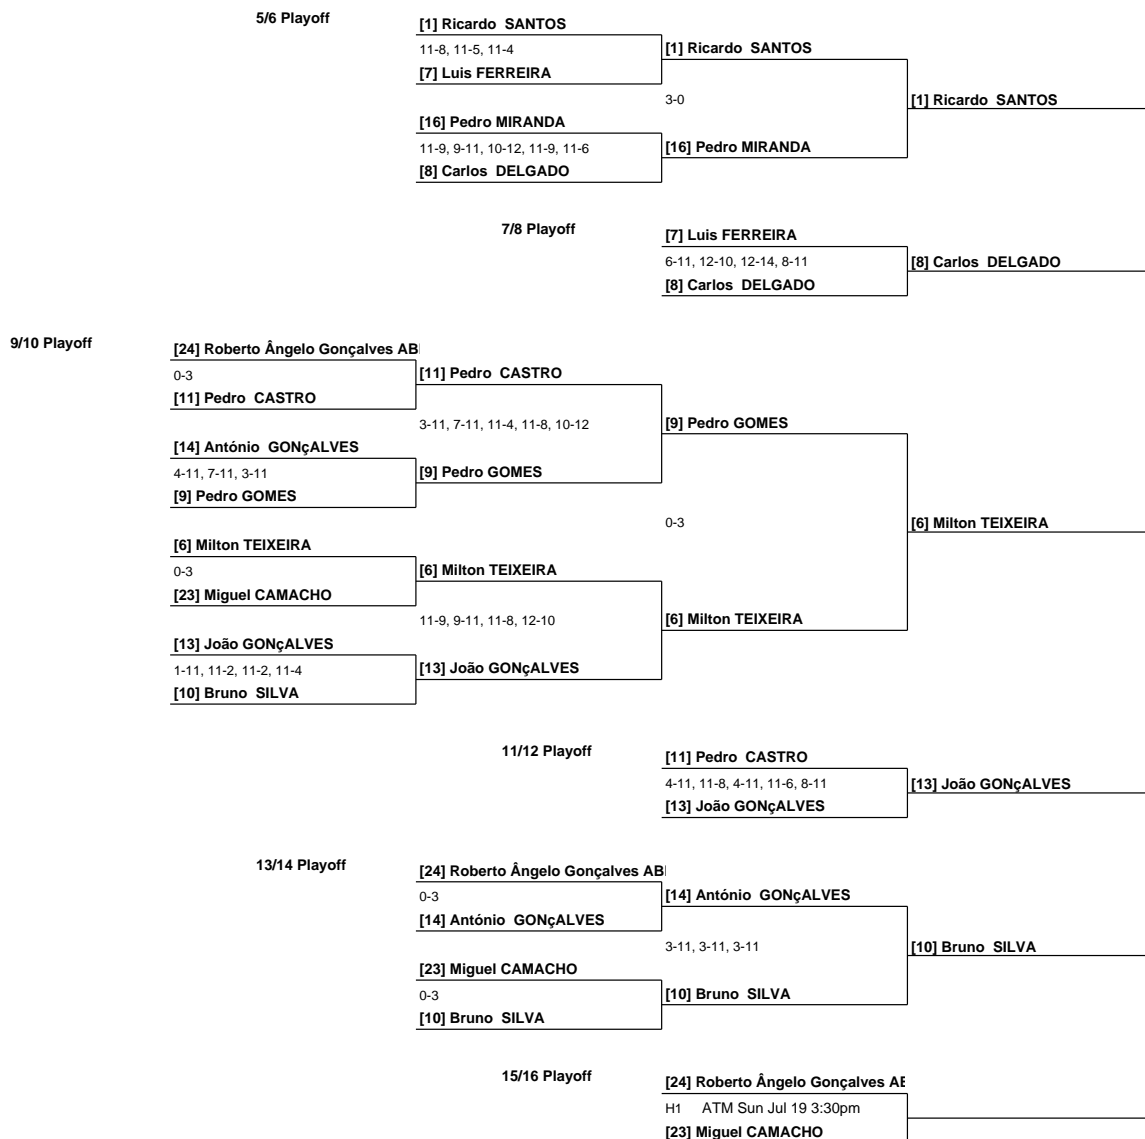 5/6 Playoff
[1] Ricardo SANTOS
11-8, 11-5, 11-4
[1] Ricardo SANTOS
[7] Luis FERREIRA
3-0
[1] Ricardo SANTOS
[16] Pedro MIRANDA
11-9, 9-11, 10-12, 11-9, 11-6
[16] Pedro MIRANDA
[8] Carlos DELGADO
7/8 Playoff
[7] Luis FERREIRA
6-11, 12-10, 12-14, 8-11
[8] Carlos DELGADO
[8] Carlos DELGADO
9/10 Playoff
[24] Roberto Ângelo Gonçalves AB
0-3
[11] Pedro CASTRO
[11] Pedro CASTRO
3-11, 7-11, 11-4, 11-8, 10-12
[9] Pedro GOMES
[14] António GONçALVES
4-11, 7-11, 3-11
[9] Pedro GOMES
[9] Pedro GOMES
0-3
[6] Milton TEIXEIRA
[6] Milton TEIXEIRA
0-3
[6] Milton TEIXEIRA
[23] Miguel CAMACHO
11-9, 9-11, 11-8, 12-10
[6] Milton TEIXEIRA
[13] João GONçALVES
1-11, 11-2, 11-2, 11-4
[13] João GONçALVES
[10] Bruno SILVA
11/12 Playoff
[11] Pedro CASTRO
4-11, 11-8, 4-11, 11-6, 8-11
[13] João GONçALVES
[13] João GONçALVES
13/14 Playoff
[24] Roberto Ângelo Gonçalves AB
0-3
[14] António GONçALVES
[14] António GONçALVES
3-11, 3-11, 3-11
[10] Bruno SILVA
[23] Miguel CAMACHO
0-3
[10] Bruno SILVA
[10] Bruno SILVA
15/16 Playoff
[24] Roberto Ângelo Gonçalves AB
H1 ATM Sun Jul 19 3:30pm
[23] Miguel CAMACHO